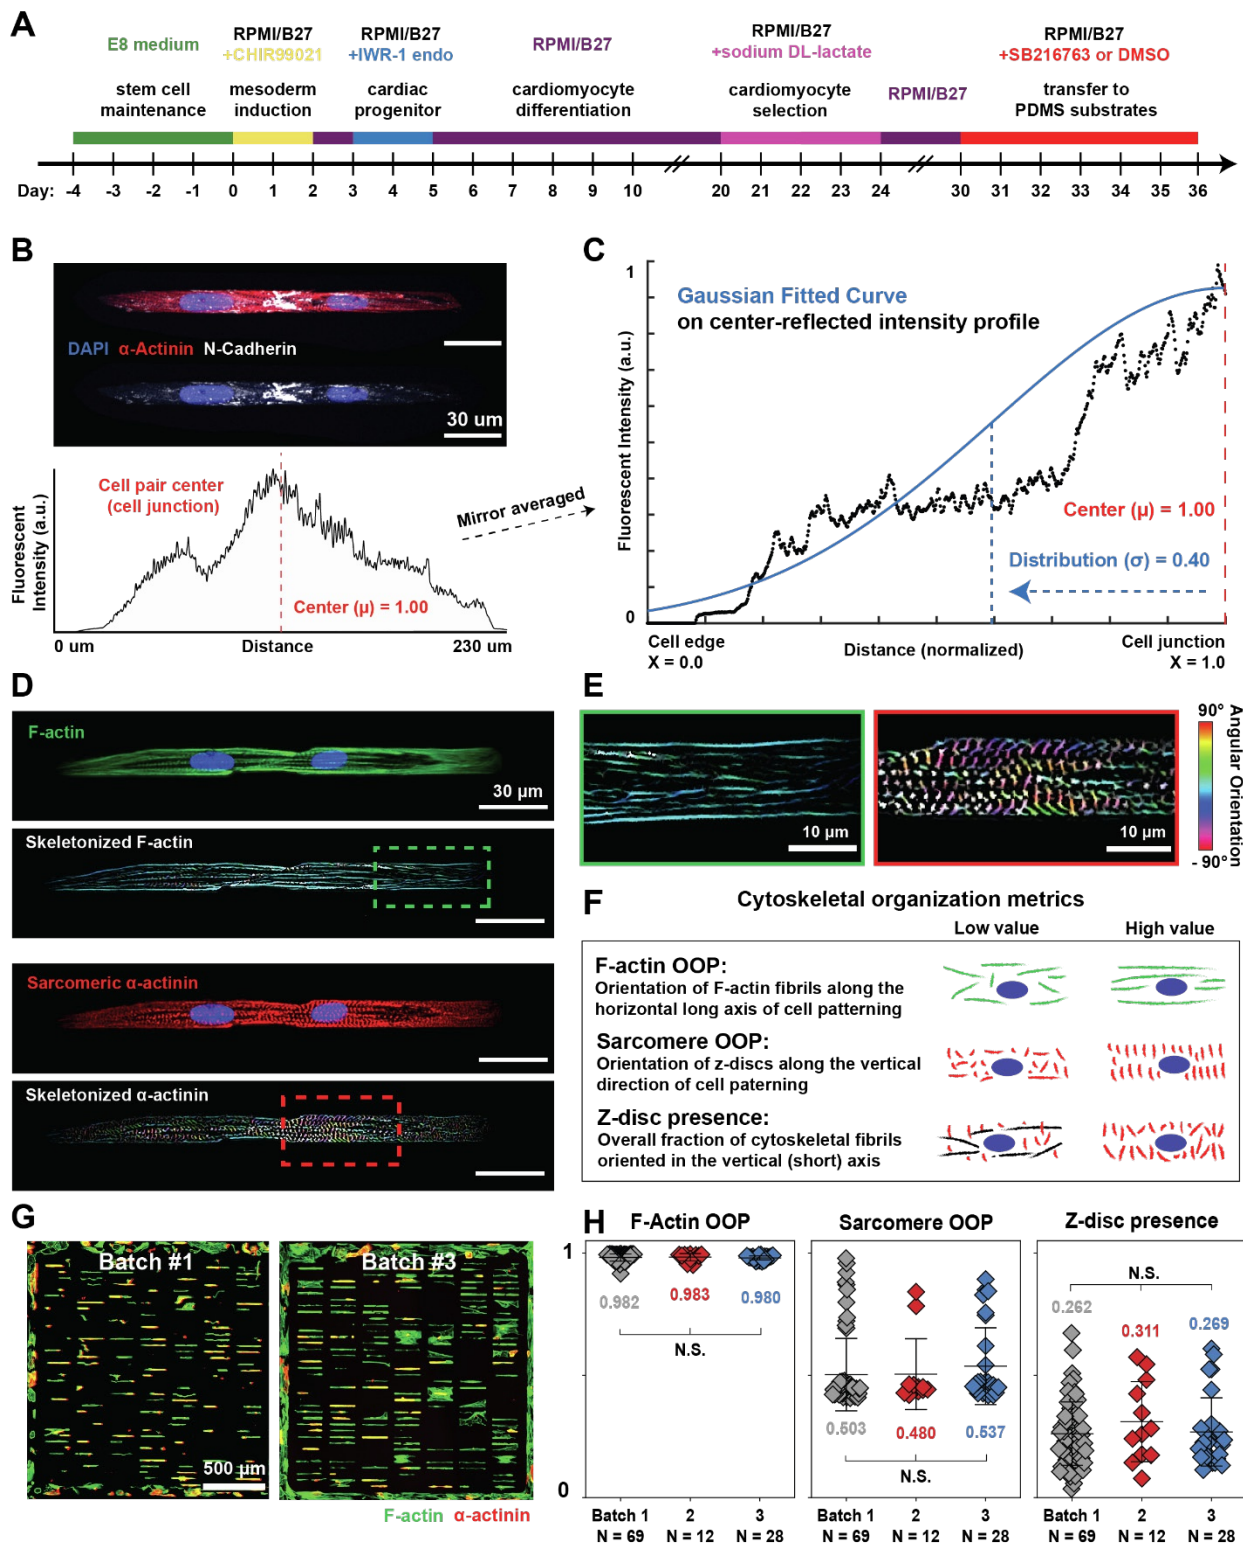 A
E8 medium
RPMI/B27
+CHIR99021
RPMI/B27
+IWR-1 endo
RPMI/B27
RPMI/B27
+sodium DL-lactate
RPMI/B27
+SB216763 or DMSO
stem cell
maintenance
mesoderm
induction
cardiac
progenitor
cardiomyocyte
differentiation
cardiomyocyte
selection
RPMI/B27
transfer to
PDMS substrates
Day: -4 -3 -2 -1 0 1 2 3 4 5 6 7 8 9 10 20 21 22 23 24 30 31 32 33 34 35 36
B
DAPI α-Actinin N-Cadherin
30 um
Fluorescent
Intensity (a.u.)
Cell pair center
(cell junction)
Center (μ) = 1.00
0 um Distance 230 um
Mirror averaged
C
Fluorescent Intensity (a.u.)
1
0
Gaussian Fitted Curve
on center-reflected intensity profile
Center (μ) = 1.00
Distribution (σ) = 0.40
Cell edge
X = 0.0
Distance (normalized)
Cell junction
X = 1.0
D
F-actin
30 μm
Skeletonized F-actin
Sarcomeric α-actinin
Skeletonized α-actinin
E
10 μm
10 μm
90°
- 90°
Angular Orientation
F
Cytoskeletal organization metrics
Low value High value
F-actin OOP:
Orientation of F-actin fibrils along the
horizontal long axis of cell patterning
Sarcomere OOP:
Orientation of z-discs along the vertical
direction of cell paterning
Z-disc presence:
Overall fraction of cytoskeletal fibrils
oriented in the vertical (short) axis
G
Batch #1
500 μm
Batch #3
F-actin α-actinin
H
F-Actin OOP
1
0
0.982 0.983 0.980
N.S.
Batch 1 2 3
N = 69 N = 12 N = 28
Sarcomere OOP
0.503 0.480 0.537
N.S.
Batch 1 2 3
N = 69 N = 12 N = 28
Z-disc presence
N.S.
0.262 0.311 0.269
Batch 1 2 3
N = 69 N = 12 N = 28